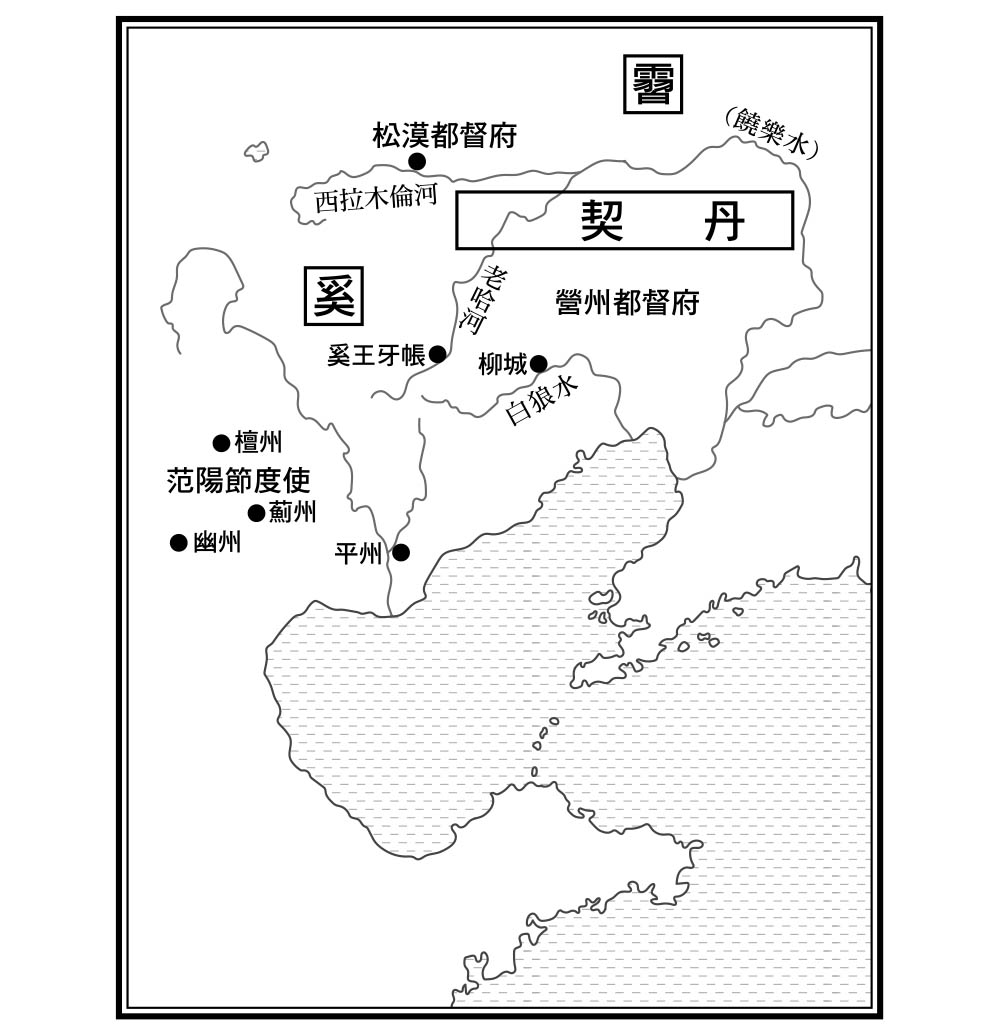 霫
(饒樂水)
松漠都督府
西拉木倫河
契丹
奚
老哈河
營州都督府
奚王牙帳
柳城
白狼水
檀州
范陽節度使
薊州
幽州
平州